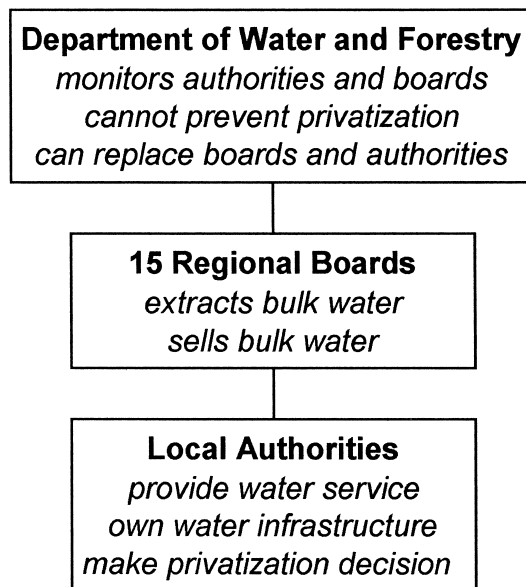 Department of Water and Forestry
monitors authorities and boards
cannot prevent privatization
can replace boards and authorities
15 Regional Boards
extracts bulk water
sells bulk water
Local Authorities
provide water service
own water infrastructure
make privatization decision